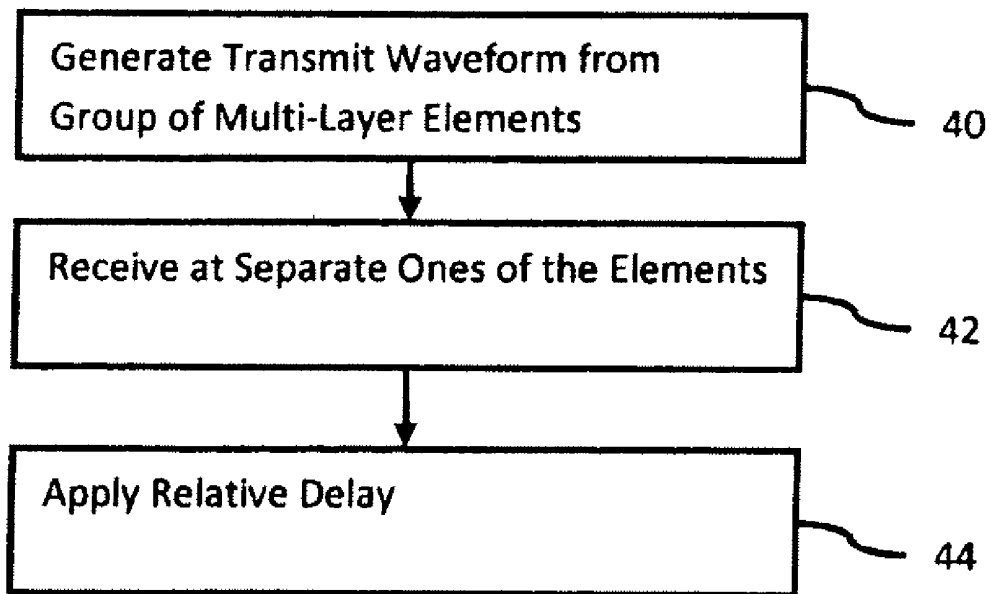 Generate Transmit Waveform from
Group of Multi-Layer Elements
40
Receive at Separate Ones of the Elements
42
Apply Relative Delay
44